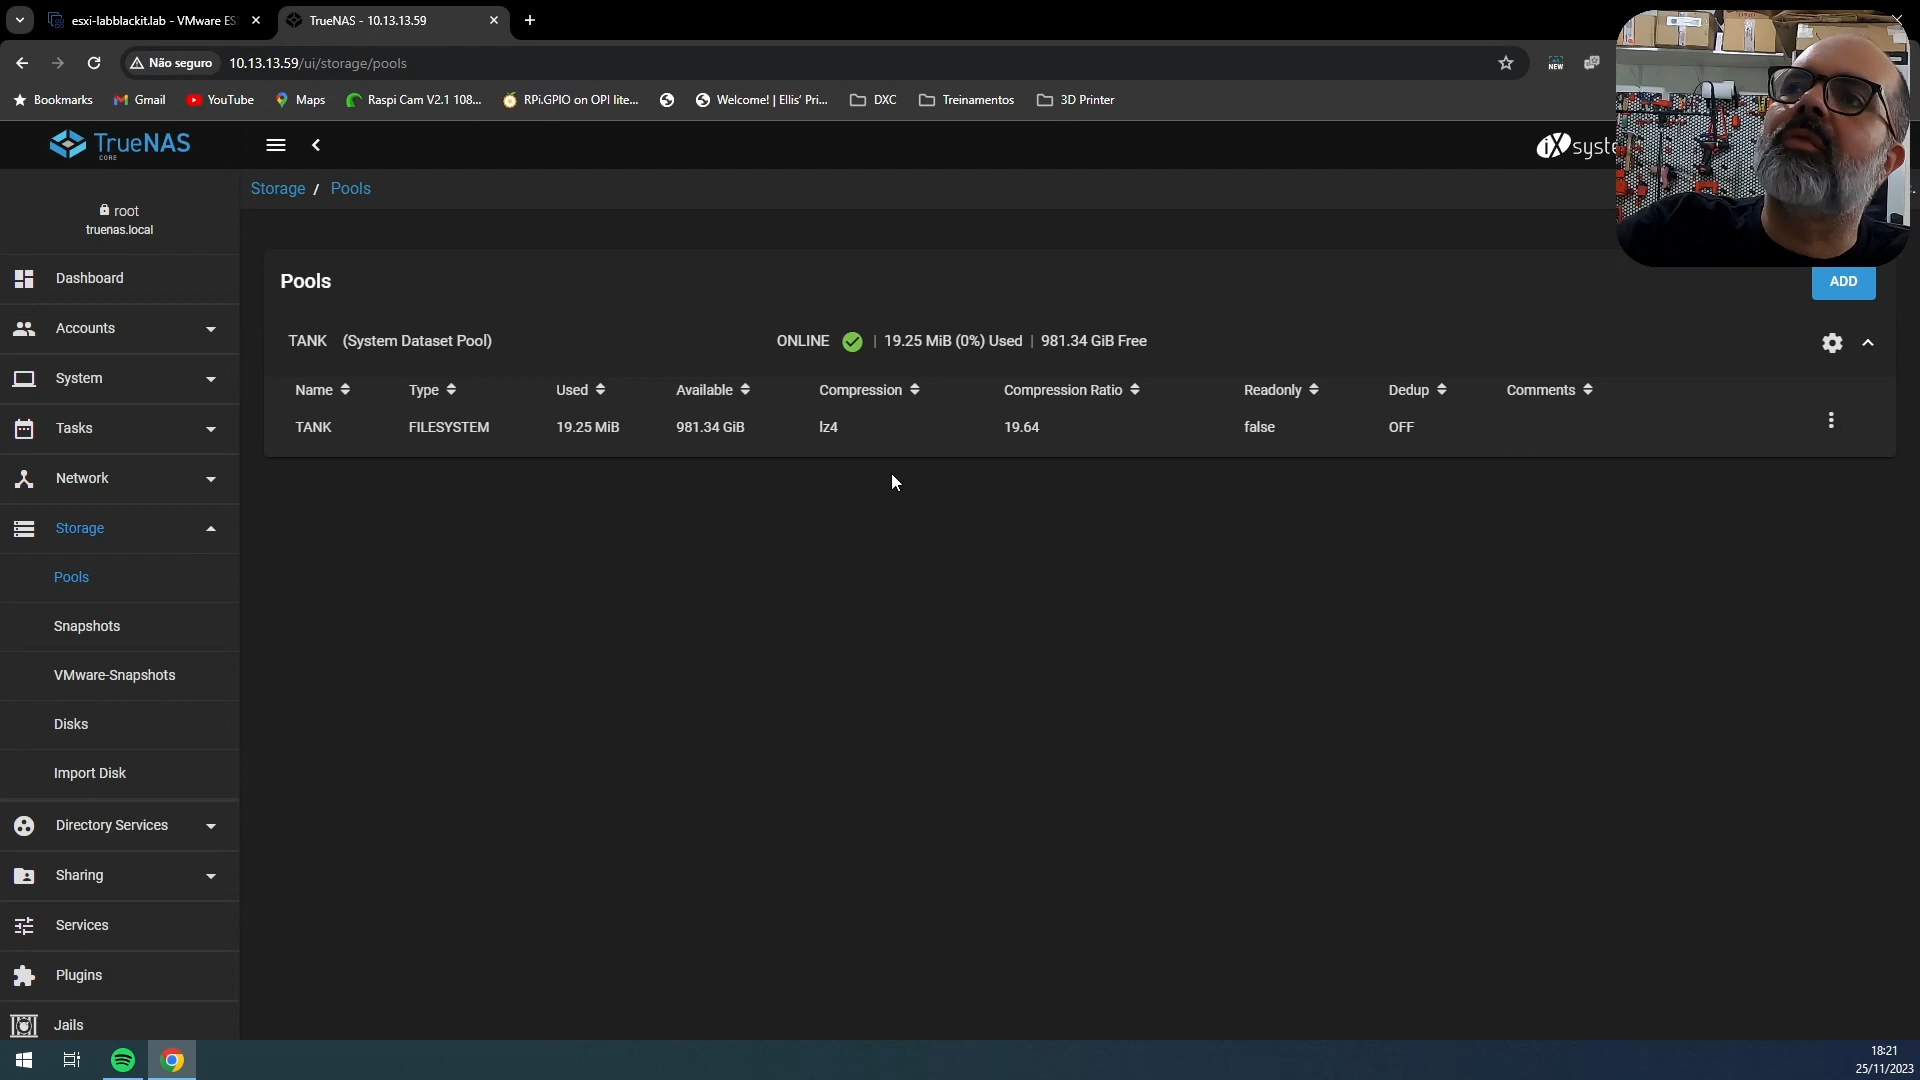 esxi-labblackit.lab - VMware ES
TrueNAS - 10.13.13.59
Não seguro
10.13.13.59/ui/storage/pools
NEW
Bookmarks
Gmail
YouTube
Maps
Raspi Cam V2.1 108...
RPi.GPIO on OPI lite...
Welcome! | Ellis' Pri...
DXC
Treinamentos
3D Printer
TrueNAS
CORE
iXsyste
Storage / Pools
root
truenas.local
Dashboard
Accounts
System
Tasks
Network
Storage
Pools
Snapshots
VMware-Snapshots
Disks
Import Disk
Directory Services
Sharing
Services
Plugins
Jails
Pools
ADD
TANK (System Dataset Pool)
ONLINE | 19.25 MiB (0%) Used | 981.34 GiB Free
Name Type Used Available Compression Compression Ratio Readonly Dedup Comments
TANK FILESYSTEM 19.25 MiB 981.34 GiB lz4 19.64 false OFF
18:21
25/11/2023